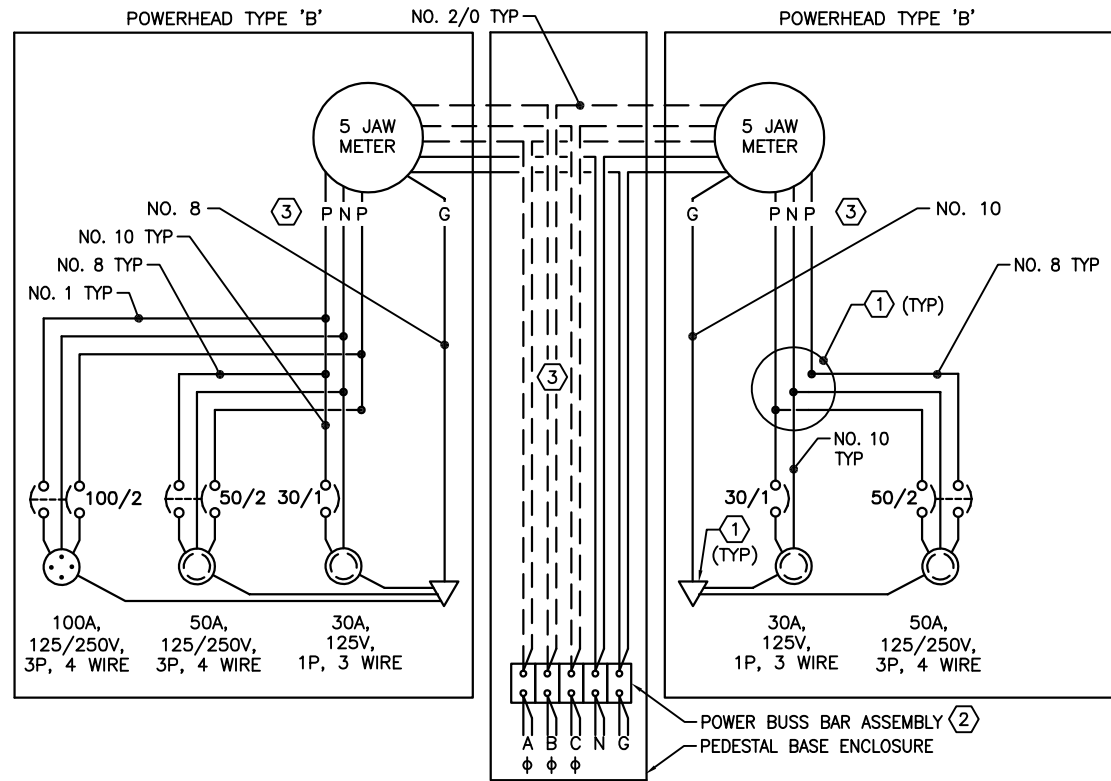 POWERHEAD TYPE 'B'
NO. 2/0 TYP
POWERHEAD TYPE 'B'
5 JAW
METER
5 JAW
METER
NO. 8
3
P N P
G
G
P N P
3
NO. 10
NO. 10 TYP
NO. 8 TYP
NO. 1 TYP
NO. 8 TYP
1 (TYP)
3
NO. 10
TYP
100/2
50/2
30/1
30/1
50/2
1
(TYP)
100A,
125/250V,
3P, 4 WIRE
50A,
125/250V,
3P, 4 WIRE
30A,
125V,
1P, 3 WIRE
30A,
125V,
1P, 3 WIRE
50A,
125/250V,
3P, 4 WIRE
POWER BUSS BAR ASSEMBLY 2
PEDESTAL BASE ENCLOSURE
A B C N G
ϕ ϕ ϕ